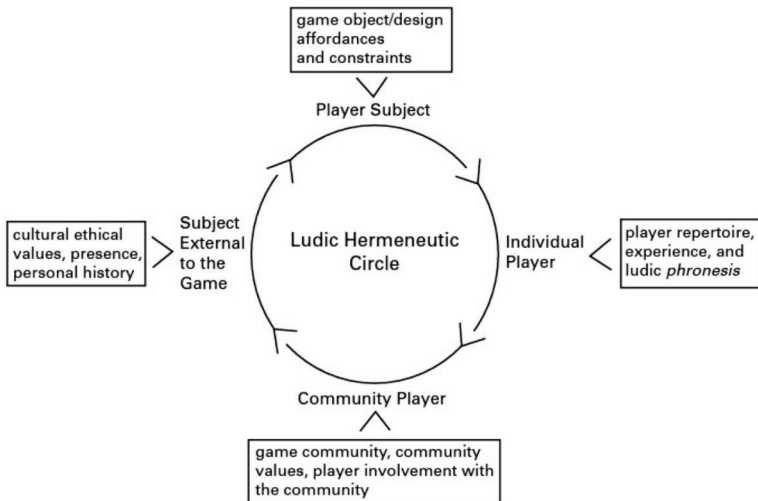 game object/design
affordances
and constraints
Player Subject
Subject
External
to the
Game
cultural ethical
values, presence,
personal history
Ludic Hermeneutic
Circle
Individual
Player
player repertoire,
experience, and
ludic phronesis
Community Player
game community, community
values, player involvement with
the community